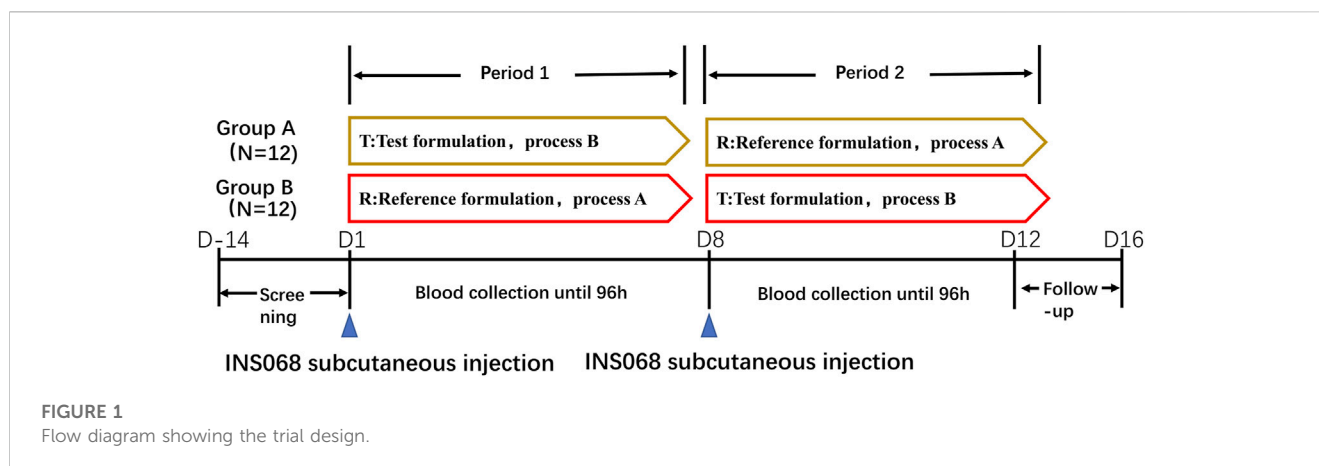 Period 1
Period 2
Group A
(N=12)
T:Test formulation，process B
R:Reference formulation，process A
Group B
(N=12)
R:Reference formulation，process A
T:Test formulation，process B
D-14
D1
D8
D12
D16
Scree
ning
Blood collection until 96h
Blood collection until 96h
Follow
-up
INS068 subcutaneous injection
INS068 subcutaneous injection
FIGURE 1
Flow diagram showing the trial design.